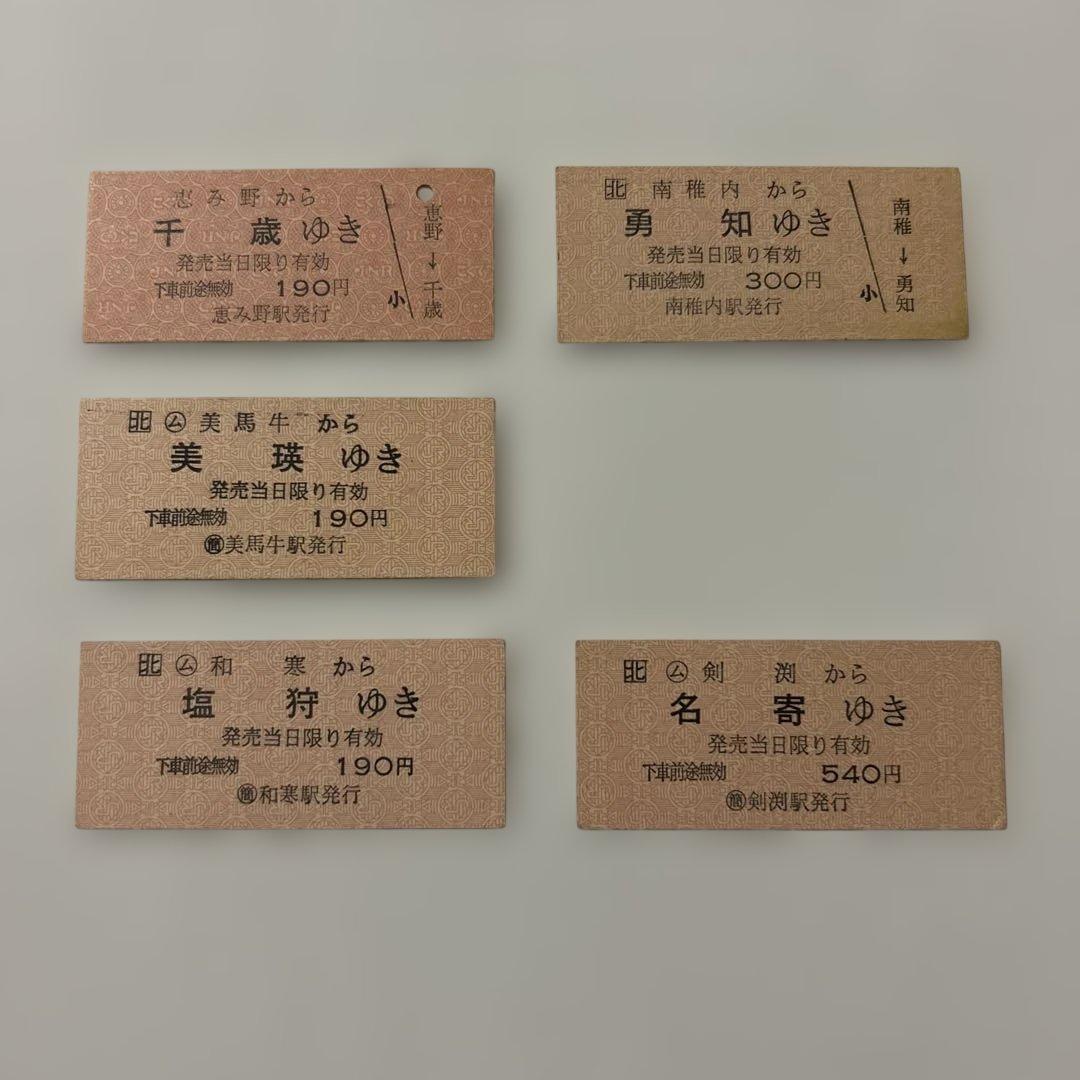 恵み野から
千 歳ゆき
発売当日限り有効
下車前途無効 190円
恵み野駅発行
小
恵野→千歳
北 南稚内 から
勇 知ゆき
発売当日限り有効
下車前途無効 300円
南稚内駅発行
小
南稚→勇知
北 ム 美馬牛 から
美 瑛 ゆき
発売当日限り有効
下車前途無効 190円
簡美馬牛駅発行
北 ム 和 寒 から
塩 狩 ゆき
発売当日限り有効
下車前途無効 190円
簡和寒駅発行
北 ム 剣 渕 から
名 寄 ゆき
発売当日限り有効
下車前途無効 540円
簡剣渕駅発行